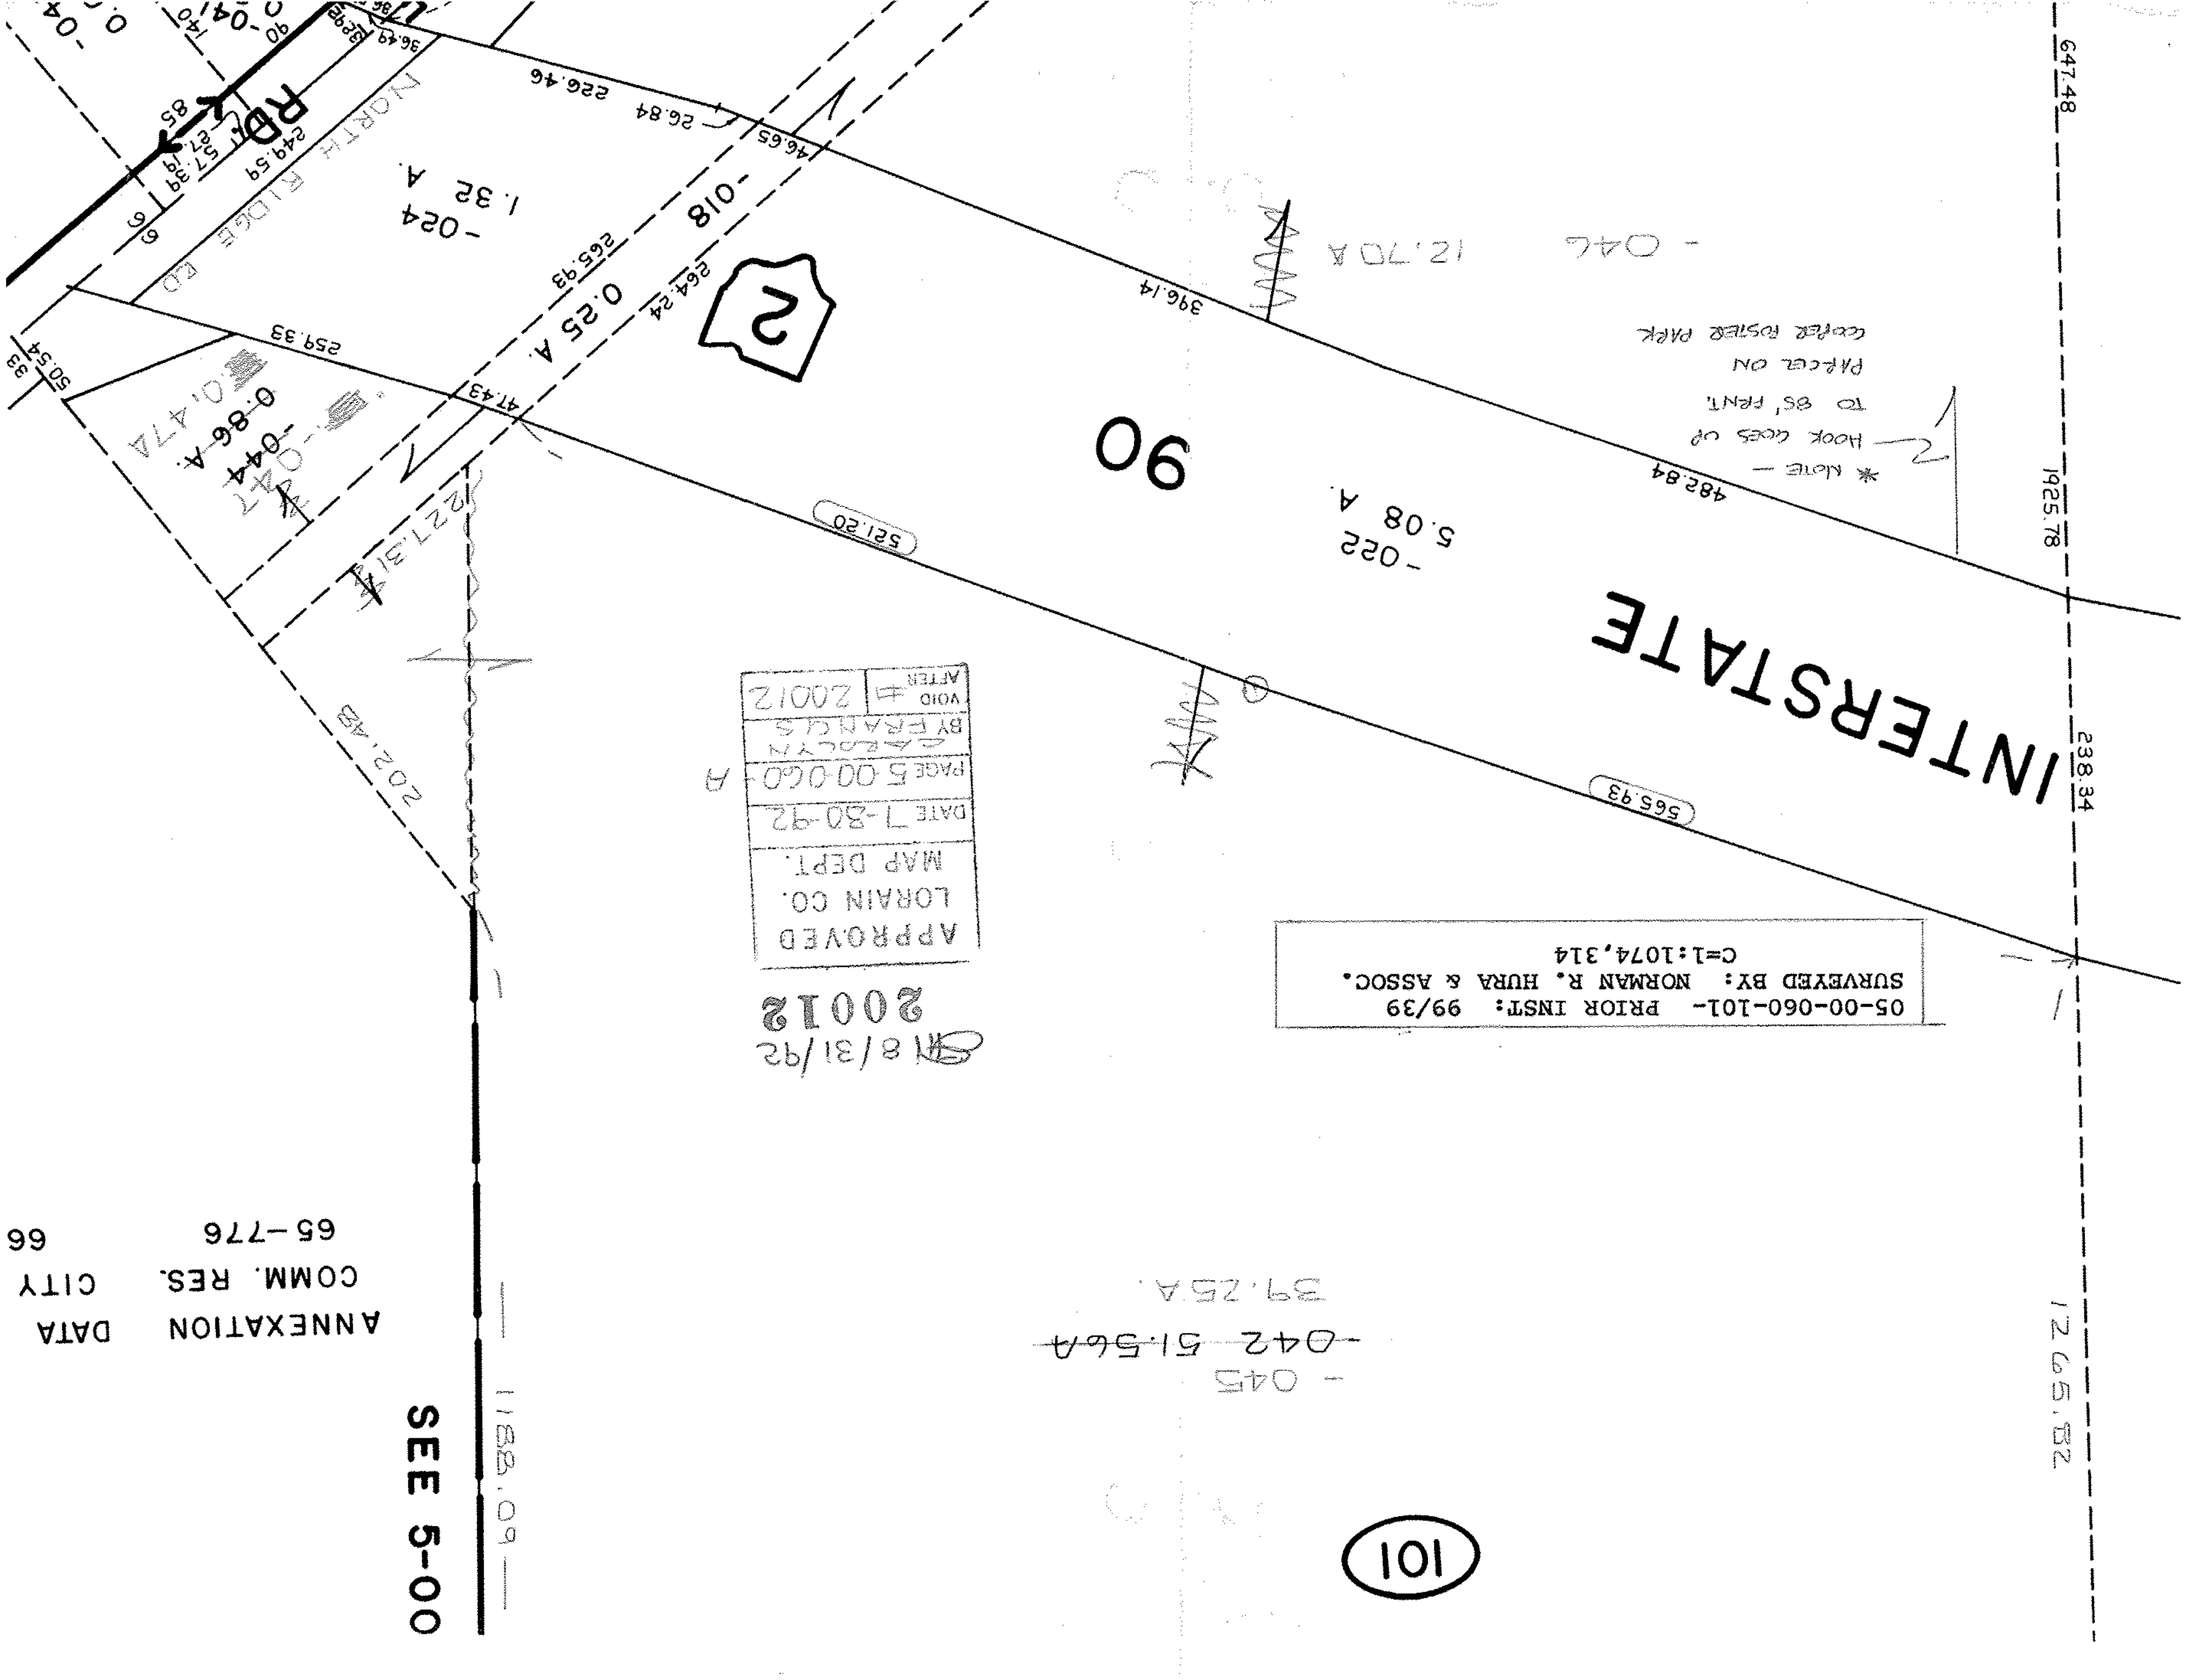 101
- 045
-042 51.56A
39.25A.
1265.82
1188.09
SEE 5-00
ANNEXATION DATA
COMM. RES. CITY
65-776 66
8/31/92
20012
APPROVED
LORAIN CO.
MAP DEPT.
DATE 7-30-92
PAGE 5-00-060-A
CAROLYN
BY FRANCIS
VOID AFTER # 20012
05-00-060-101- PRIOR INST: 99/39
SURVEYED BY: NORMAN R. HURA & ASSOC.
C=1:1074,314
565.93
238.34
INTERSTATE
90
2
-022
5.08 A.
521.20
202.48
227.31
1925.78
482.84
* NOTE —
HOOK GOES UP
TO 85' FRNT.
PARCEL ON
COOPER FOSTER PARK
- 046 12.70A
396.14
647.48
47.43
-047
-044
0.86 A.
0.47A
50.54
33
259.33
0.25 A.
-018
264.24
265.93
-024
1.32 A.
46.65
26.84
226.46
NORTH RIDGE RD
RD.
249.59
57.39
85
66
36.49
32.92
90
140